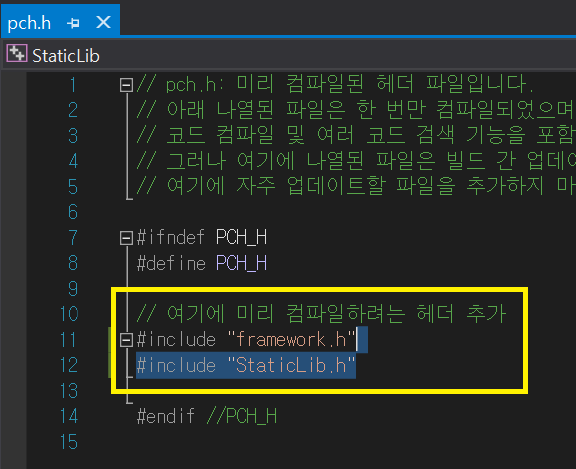 pch.h
StaticLib
1 // pch.h: 미리 컴파일된 헤더 파일입니다.
2 // 아래 나열된 파일은 한 번만 컴파일되었으며
3 // 코드 컴파일 및 여러 코드 검색 기능을 포함
4 // 그러나 여기에 나열된 파일은 빌드 간 업데이
5 // 여기에 자주 업데이트할 파일을 추가하지 마
6
7 #ifndef PCH_H
8 #define PCH_H
9
10 // 여기에 미리 컴파일하려는 헤더 추가
11 #include "framework.h"
12 #include "StaticLib.h"
13
14 #endif //PCH_H
15